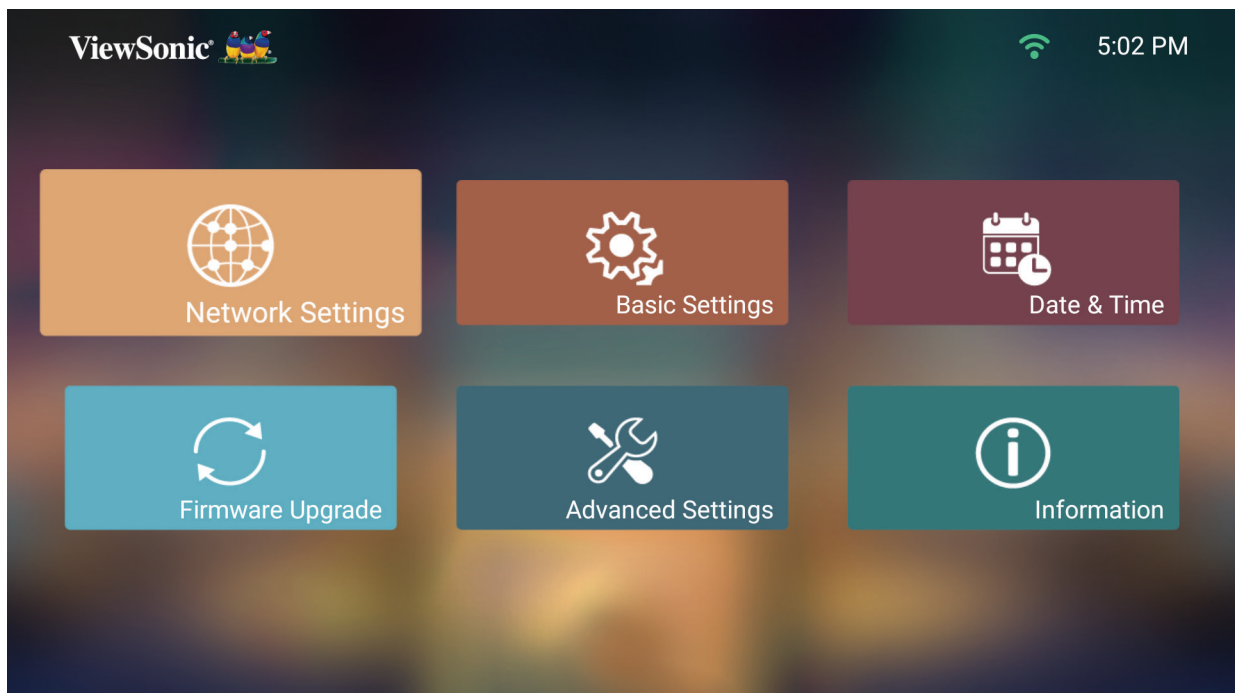 ViewSonic®
5:02 PM
Network Settings
Basic Settings
Date & Time
Firmware Upgrade
Advanced Settings
Information